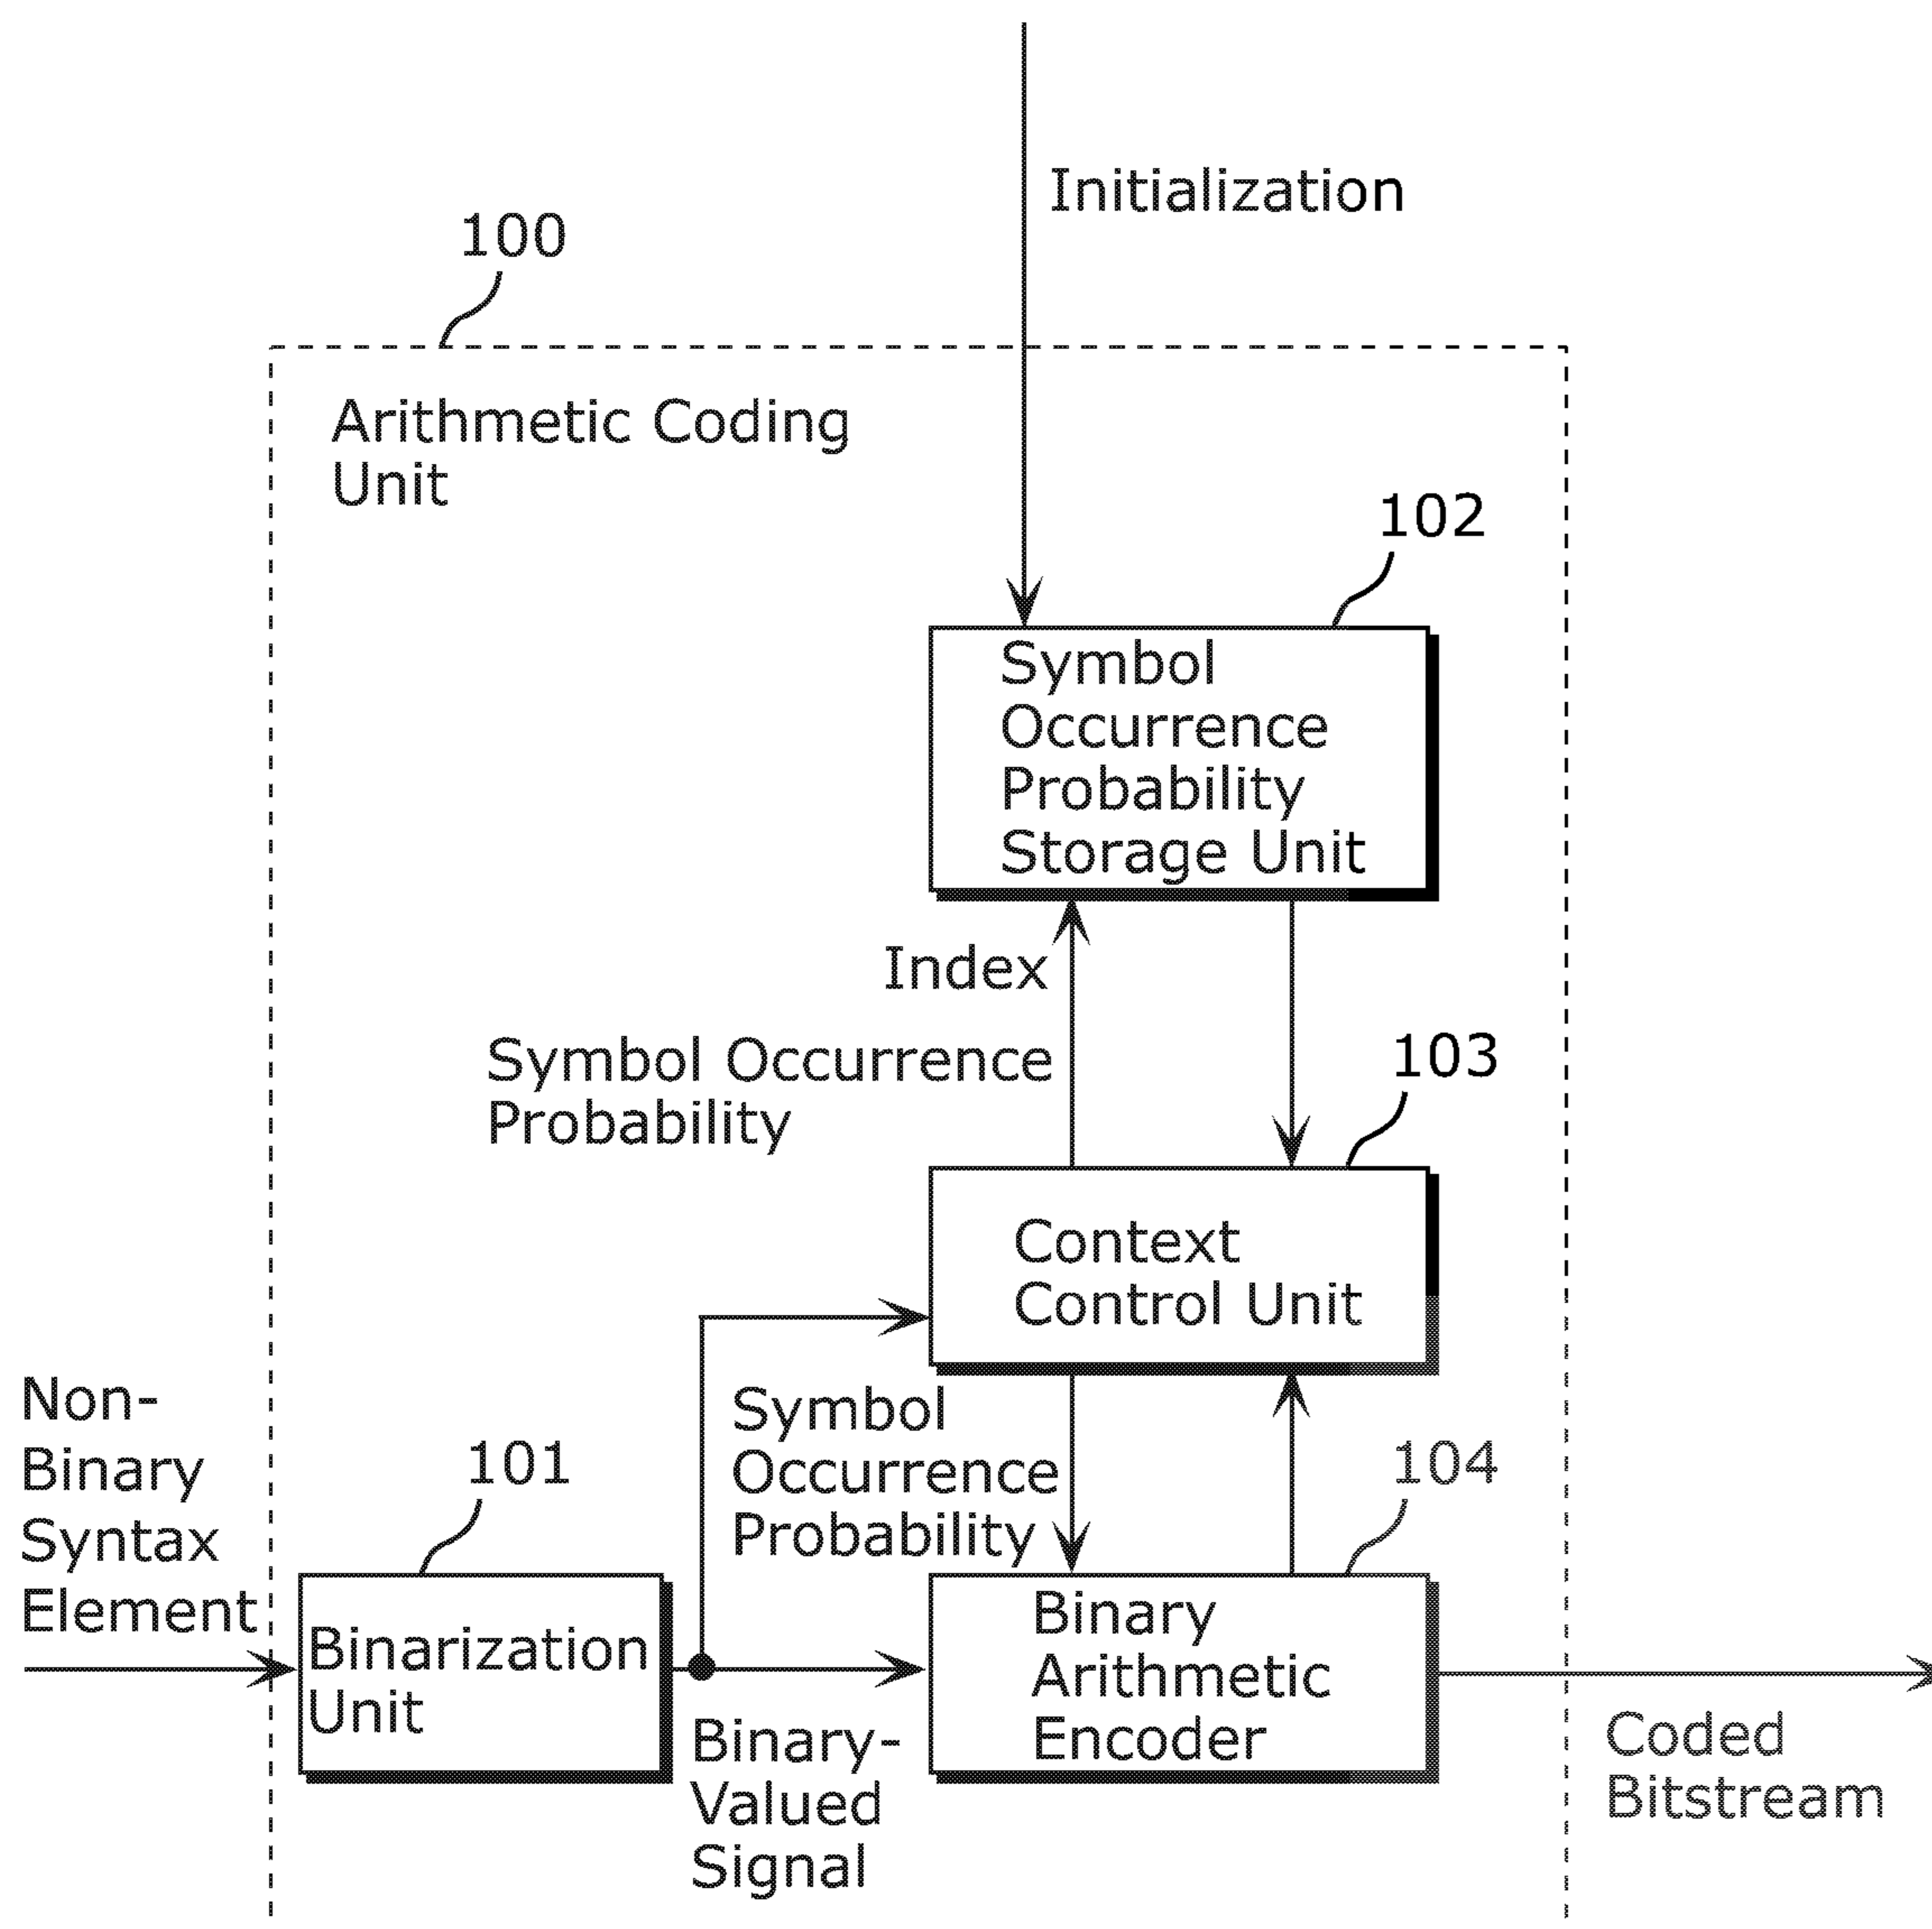 Initialization
100
Arithmetic Coding
Unit
102
Symbol
Occurrence
Probability
Storage Unit
Index
Symbol Occurrence
Probability
103
Context
Control Unit
Non-
Binary
Syntax
Element
101
Symbol
Occurrence
Probability
104
Binarization
Unit
Binary
Arithmetic
Encoder
Binary-
Valued
Signal
Coded
Bitstream